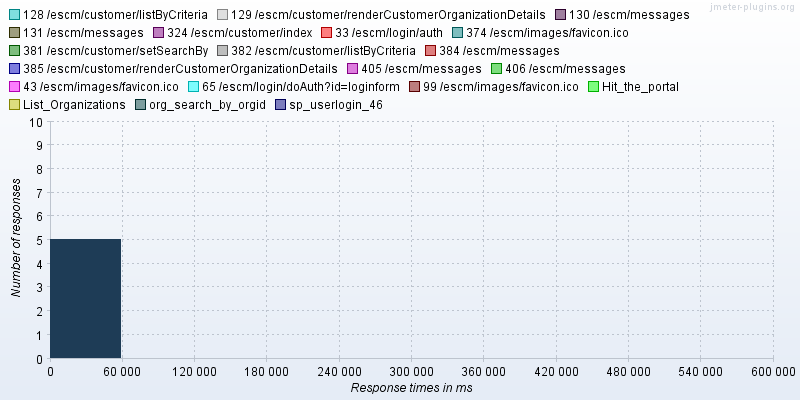 jmeter-plugins.org
128 /escm/customer/listByCriteria 129 /escm/customer/renderCustomerOrganizationDetails 130 /escm/messages
131 /escm/messages 324 /escm/customer/index 33 /escm/login/auth 374 /escm/images/favicon.ico
381 /escm/customer/setSearchBy 382 /escm/customer/listByCriteria 384 /escm/messages
385 /escm/customer/renderCustomerOrganizationDetails 405 /escm/messages 406 /escm/messages
43 /escm/images/favicon.ico 65 /escm/login/doAuth?id=loginform 99 /escm/images/favicon.ico Hit_the_portal
List_Organizations org_search_by_orgid sp_userlogin_46
Number of responses
10
9
8
7
6
5
4
3
2
1
0
0 60 000 120 000 180 000 240 000 300 000 360 000 420 000 480 000 540 000 600 000
Response times in ms